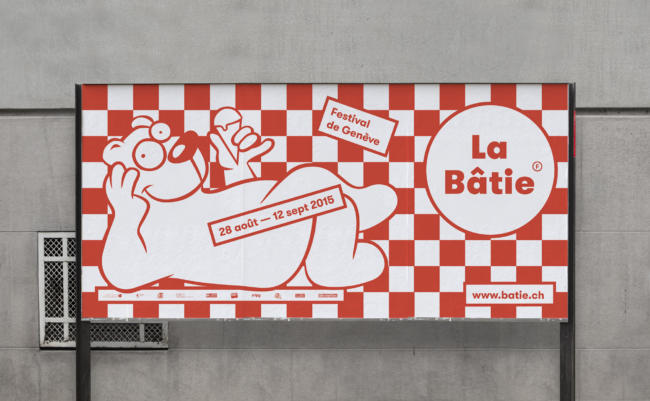 Festival
de Genève
La
Bâtie
F
28 août — 12 sept 2015
www.batie.ch